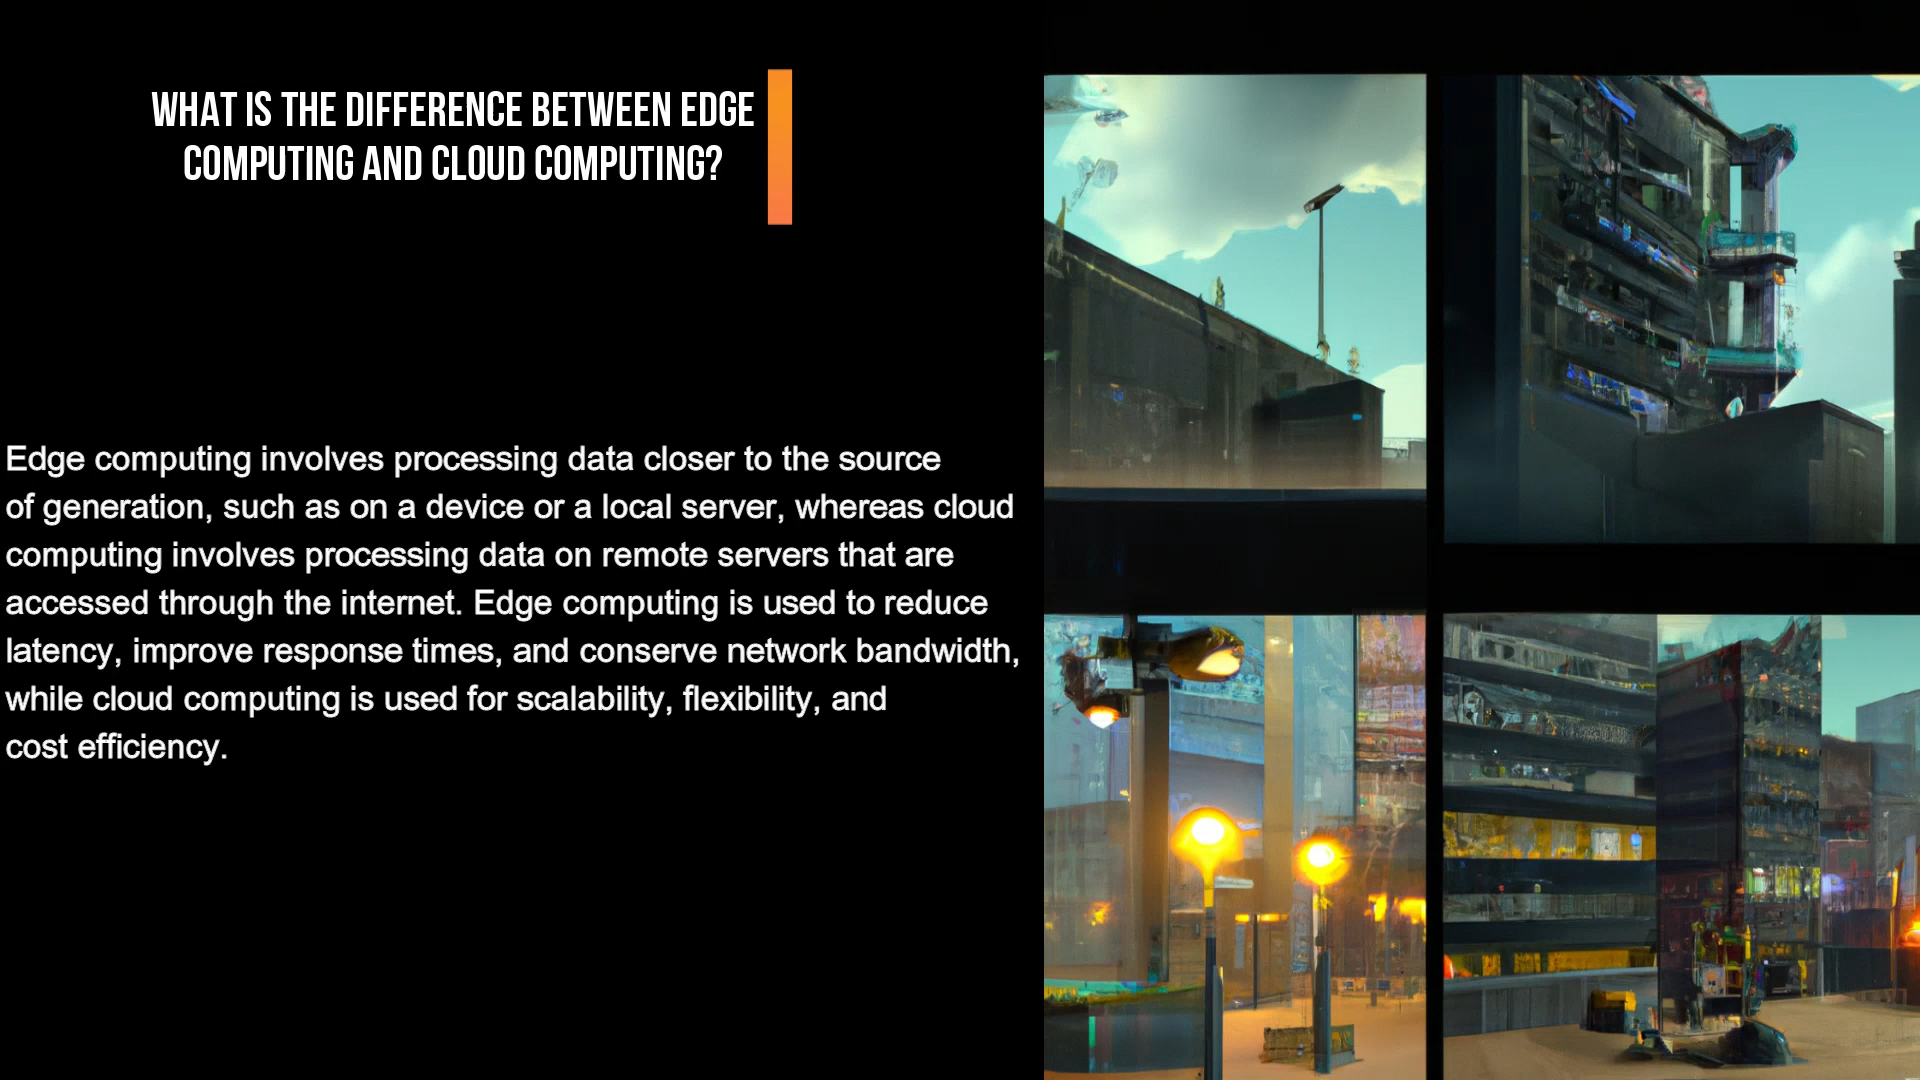 WHAT IS THE DIFFERENCE BETWEEN EDGE
COMPUTING AND CLOUD COMPUTING?
Edge computing involves processing data closer to the source
of generation, such as on a device or a local server, whereas cloud
computing involves processing data on remote servers that are
accessed through the internet. Edge computing is used to reduce
latency, improve response times, and conserve network bandwidth,
while cloud computing is used for scalability, flexibility, and
cost efficiency.